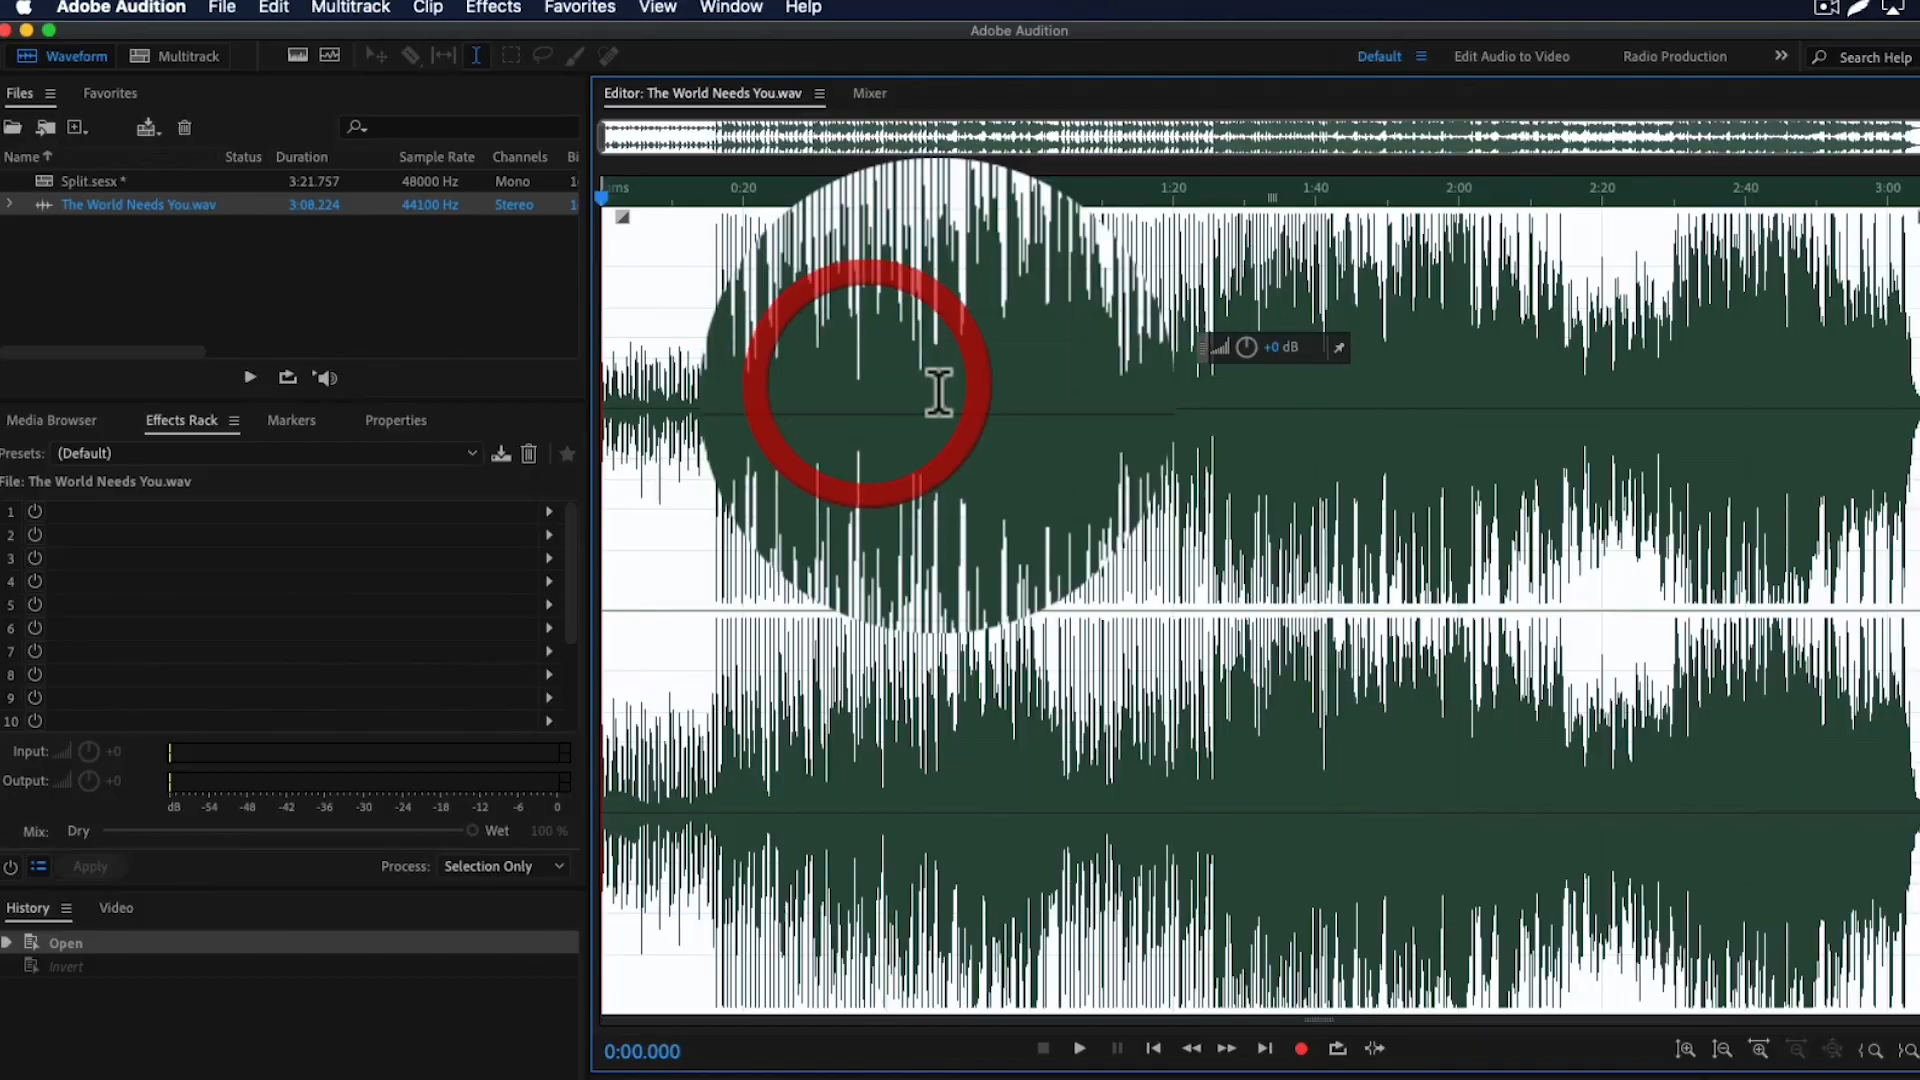 Adobe Audition File Edit Multitrack Clip Effects Favorites View Window Help
Adobe Audition
Waveform Multitrack Default Edit Audio to Video Radio Production Search Help
Files Favorites
Editor: The World Needs You.wav Mixer
Name Status Duration Sample Rate Channels Bi
Split.sesx * 3:21.757 48000 Hz Mono
The World Needs You.wav 3:08.224 44100 Hz Stereo
0:20 1:20 1:40 2:00 2:20 2:40 3:00
+0 dB
Media Browser Effects Rack Markers Properties
Presets: (Default)
File: The World Needs You.wav
1
2
3
4
5
6
7
8
9
10
Input: +0
Output: +0
dB -54 -48 -42 -36 -30 -24 -18 -12 -6 0
Mix: Dry Wet 100 %
Apply Process: Selection Only
History Video
Open
Invert
0:00.000